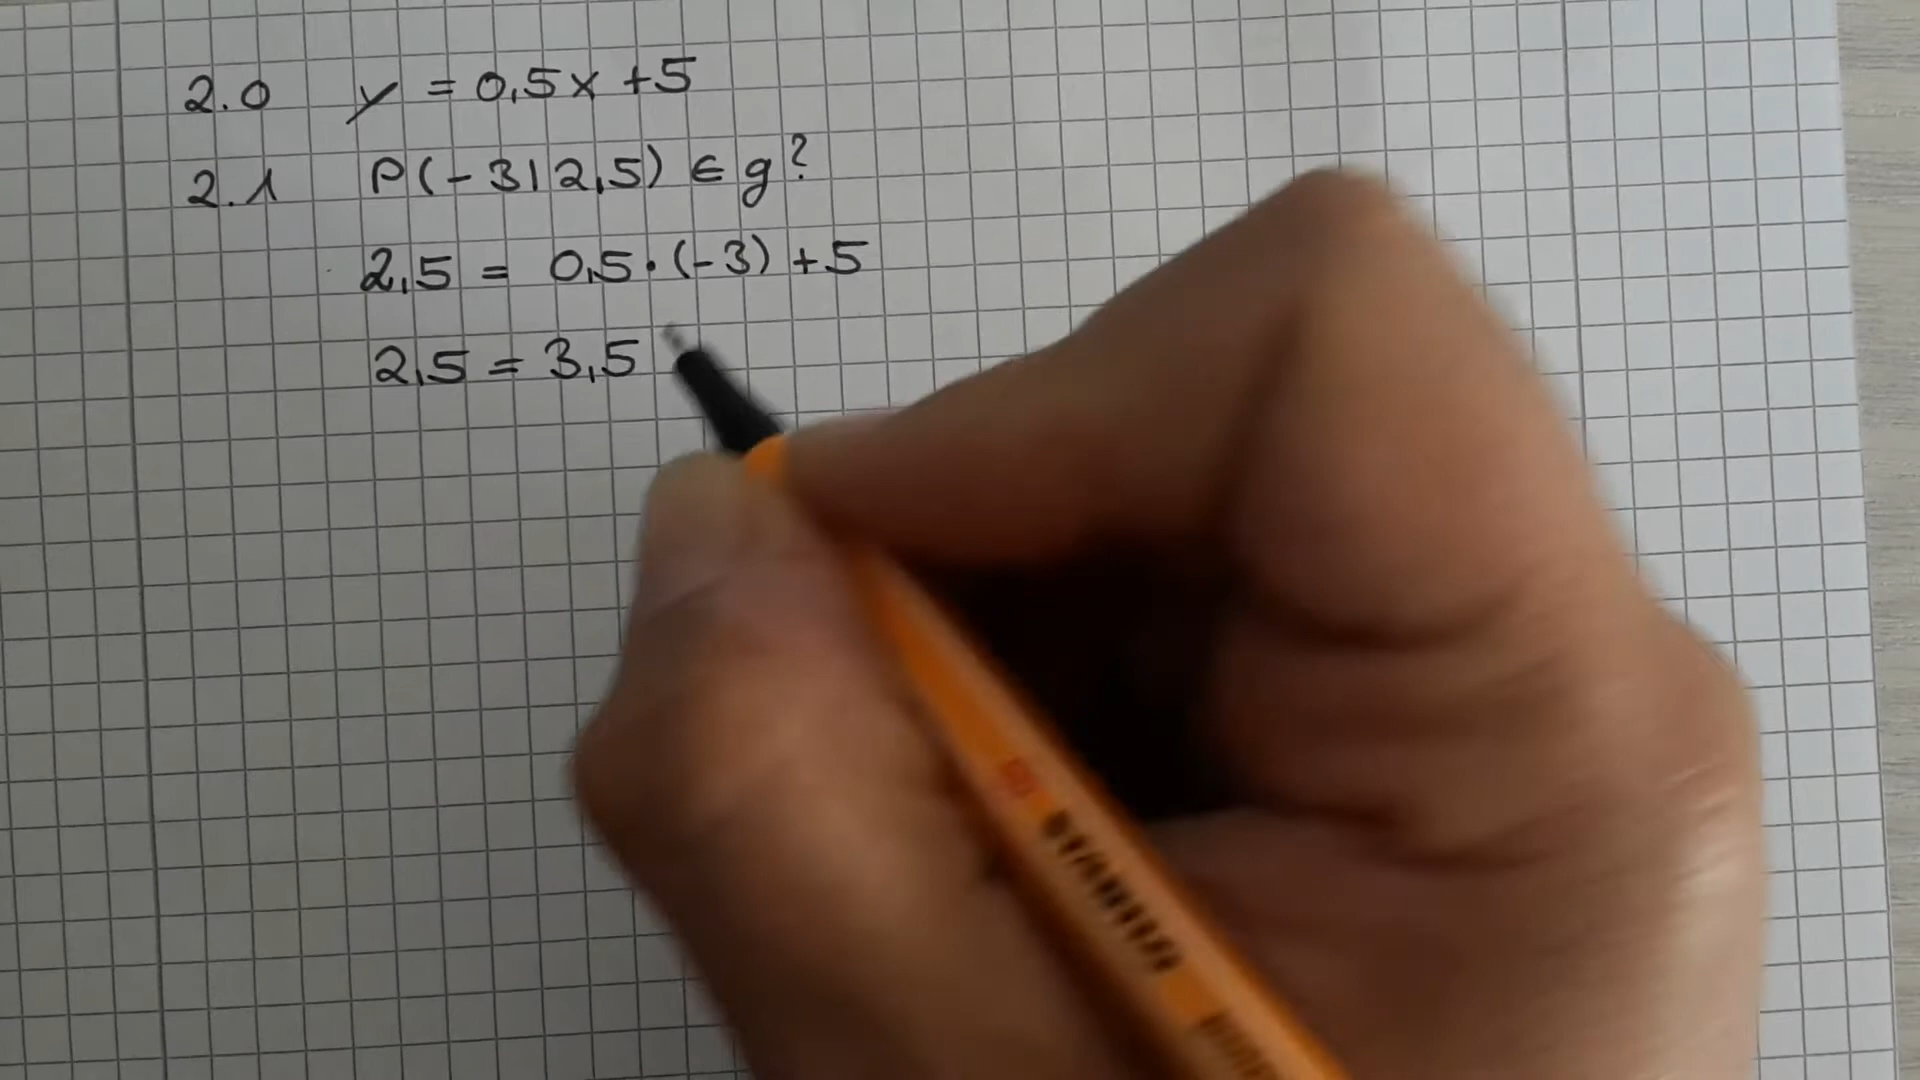 2.0 y = 0,5x + 5
2.1 P(-3|2,5) ∈ g?
2,5 = 0,5·(-3) + 5
2,5 = 3,5
STABILO